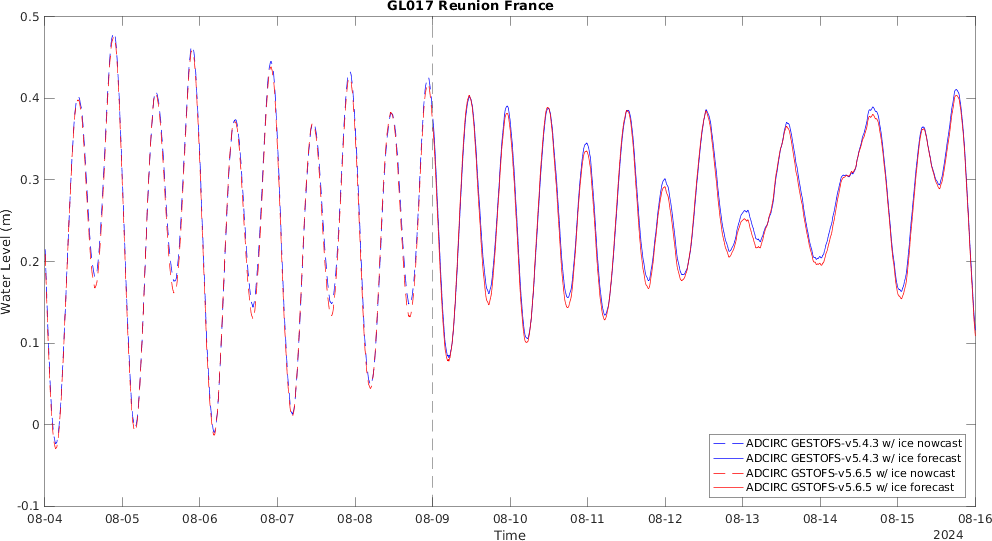 GL017 Reunion France
Water Level (m)
0.5
0.4
0.3
0.2
0.1
0
-0.1
08-04 08-05 08-06 08-07 08-08 08-09 08-10 08-11 08-12 08-13 08-14 08-15 08-16
Time
2024
ADCIRC GESTOFS-v5.4.3 w/ ice nowcast
ADCIRC GESTOFS-v5.4.3 w/ ice forecast
ADCIRC GSTOFS-v5.6.5 w/ ice nowcast
ADCIRC GSTOFS-v5.6.5 w/ ice forecast